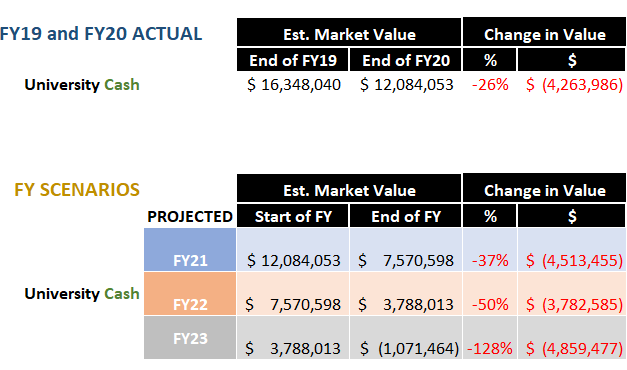 FY19 and FY20 ACTUAL Est. Market Value Change in Value
End of FY19 End of FY20 % $
University Cash $ 16,348,040 $ 12,084,053 -26% $ (4,263,986)
FY SCENARIOS Est. Market Value Change in Value
PROJECTED Start of FY End of FY % $
FY21 $ 12,084,053 $ 7,570,598 -37% $ (4,513,455)
University Cash
FY22 $ 7,570,598 $ 3,788,013 -50% $ (3,782,585)
FY23 $ 3,788,013 $ (1,071,464) -128% $ (4,859,477)